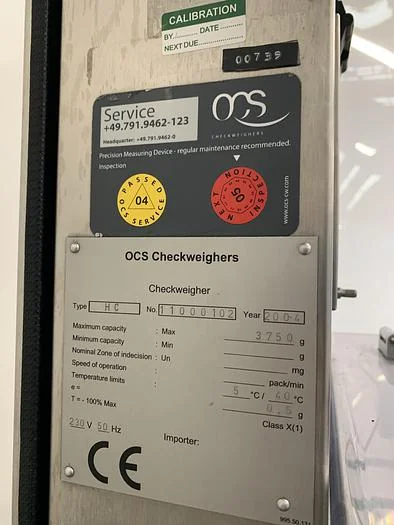 CALIBRATION
BY.............. DATE..............
NEXT DUE..............
00739
Service
+49.791.9462-123
Headquarter: +49.791.9462-0
OCS
CHECKWEIGHERS
Precision Measuring Device - regular maintenance recommended.
Inspection
PASSED
04
OCS SERVICE
NEXT
05
INSPECTION
www.ocs-cw.com
OCS Checkweighers
Checkweigher
Type HC No. 11000102 Year 2004
Maximum capacity : Max 3750 g
Minimum capacity : Min g
Nominal Zone of indecision : Un mg
Speed of operation : pack/min
Temperature limits : 5 °C / 40 °C
e = 0.5 g
T = - 100% Max Class X(1)
230 V 50 Hz
Importer:
CE